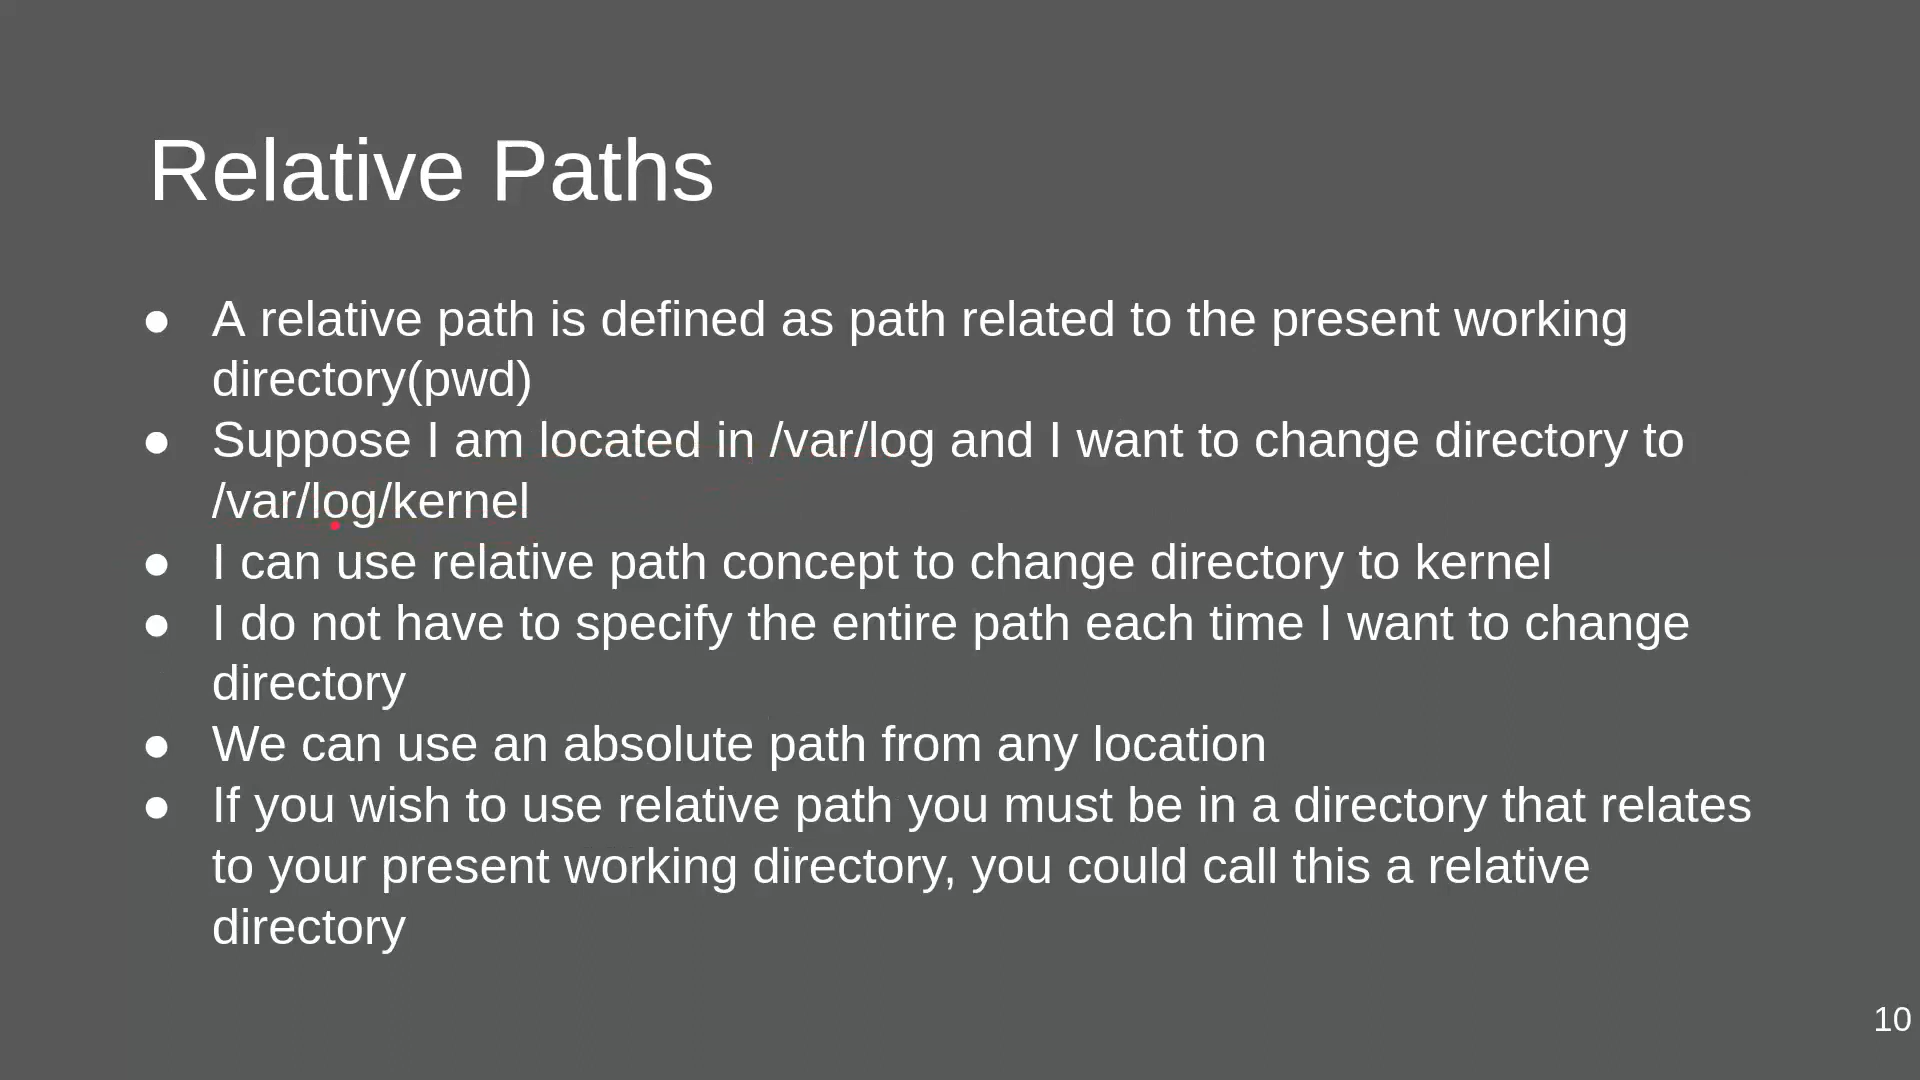 Relative Paths
● A relative path is defined as path related to the present working
directory(pwd)
● Suppose I am located in /var/log and I want to change directory to
/var/log/kernel
● I can use relative path concept to change directory to kernel
● I do not have to specify the entire path each time I want to change
directory
● We can use an absolute path from any location
● If you wish to use relative path you must be in a directory that relates
to your present working directory, you could call this a relative
directory
10